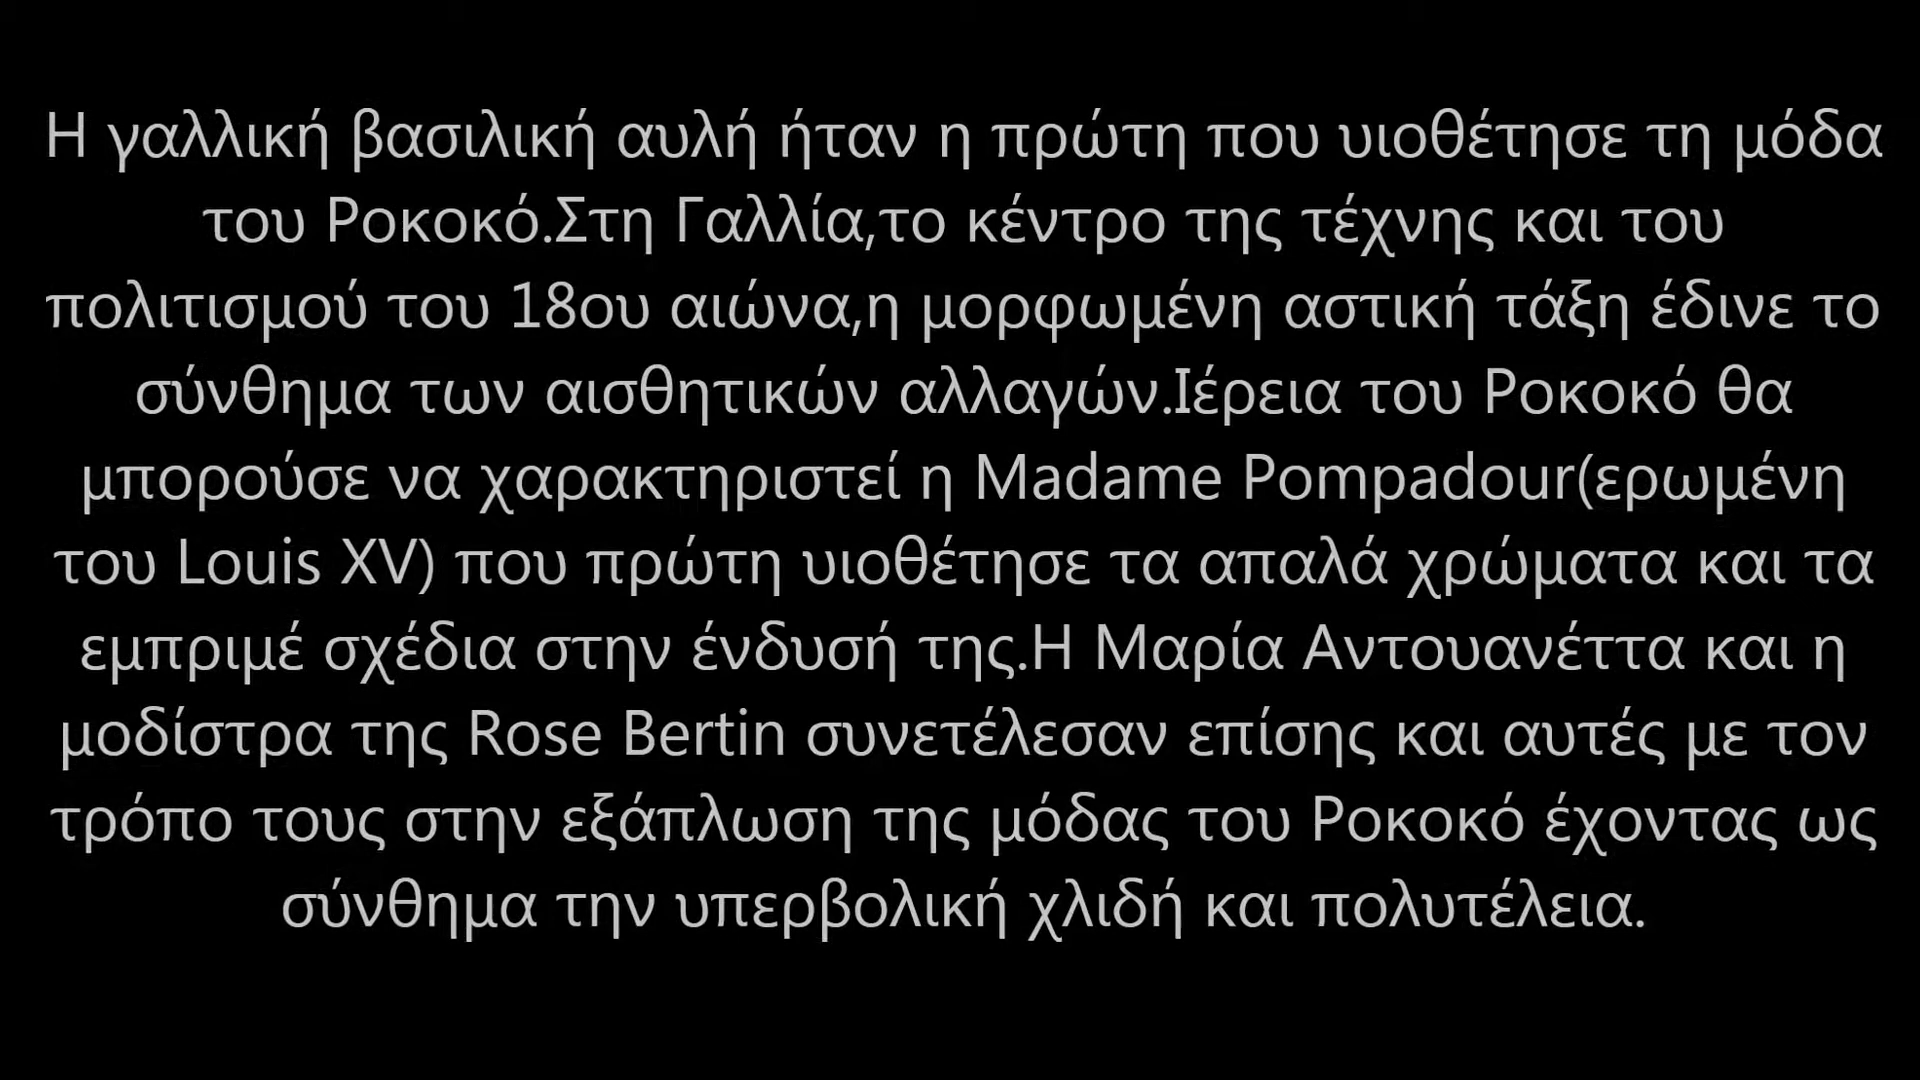 Η γαλλική βασιλική αυλή ήταν η πρώτη που υιοθέτησε τη μόδα
του Ροκοκό.Στη Γαλλία,το κέντρο της τέχνης και του
πολιτισμού του 18ου αιώνα,η μορφωμένη αστική τάξη έδινε το
σύνθημα των αισθητικών αλλαγών.Ιέρεια του Ροκοκό θα
μπορούσε να χαρακτηριστεί η Madame Pompadour(ερωμένη
του Louis XV) που πρώτη υιοθέτησε τα απαλά χρώματα και τα
εμπριμέ σχέδια στην ένδυσή της.Η Μαρία Αντουανέττα και η
μοδίστρα της Rose Bertin συνετέλεσαν επίσης και αυτές με τον
τρόπο τους στην εξάπλωση της μόδας του Ροκοκό έχοντας ως
σύνθημα την υπερβολική χλιδή και πολυτέλεια.